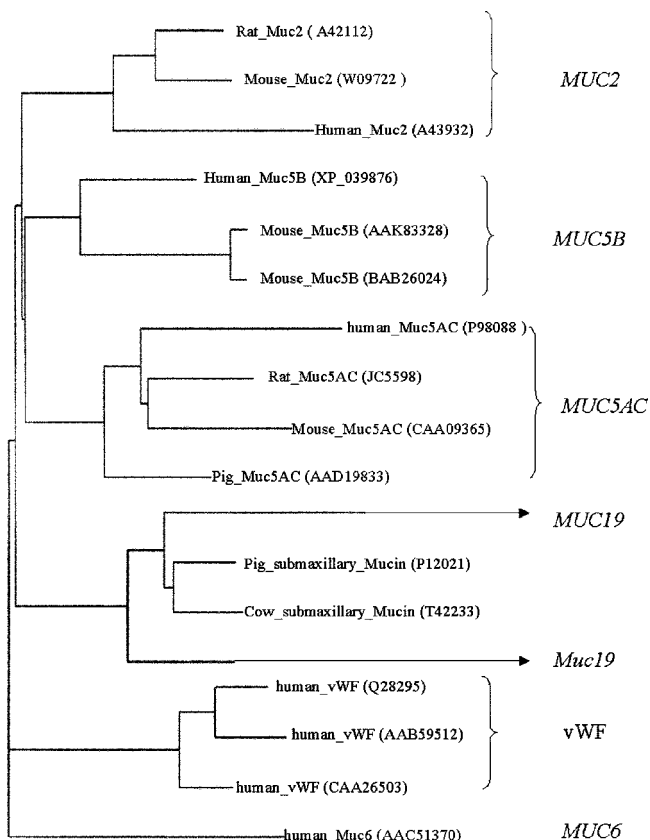 Rat_Muc2 ( A42112)
Mouse_Muc2 (W09722 )
MUC2
Human_Muc2 (A43932)
Human_Muc5B (XP_039876)
Mouse_Muc5B (AAK83328)
MUC5B
Mouse_Muc5B (BAB26024)
human_Muc5AC (P98088 )
Rat_Muc5AC (JC5598)
MUC5AC
Mouse_Muc5AC (CAA09365)
Pig_Muc5AC (AAD19833)
MUC19
Pig_submaxillary_Mucin (P12021)
Cow_submaxillary_Mucin (T42233)
Muc19
human_vWF (Q28295)
human_vWF (AAB59512)
vWF
human_vWF (CAA26503)
human_Muc6 (AAC51370)
MUC6